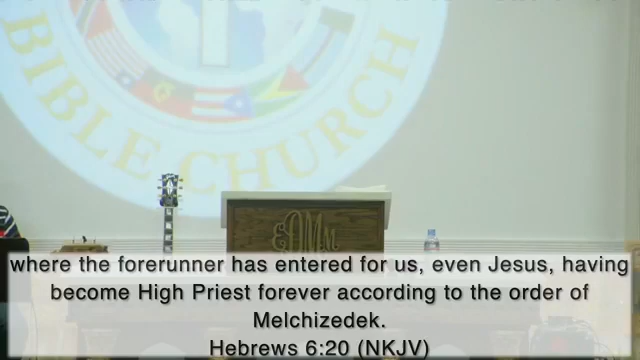 BIBLE CHURCH
where the forerunner has entered for us, even Jesus, having
become High Priest forever according to the order of
Melchizedek.
Hebrews 6:20 (NKJV)